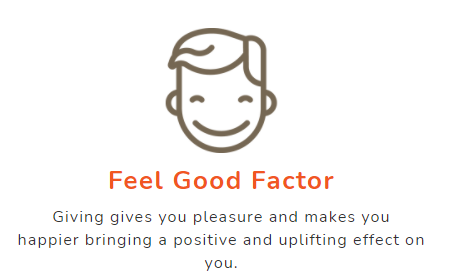 Feel Good Factor
Giving gives you pleasure and makes you
happier bringing a positive and uplifting effect on
you.